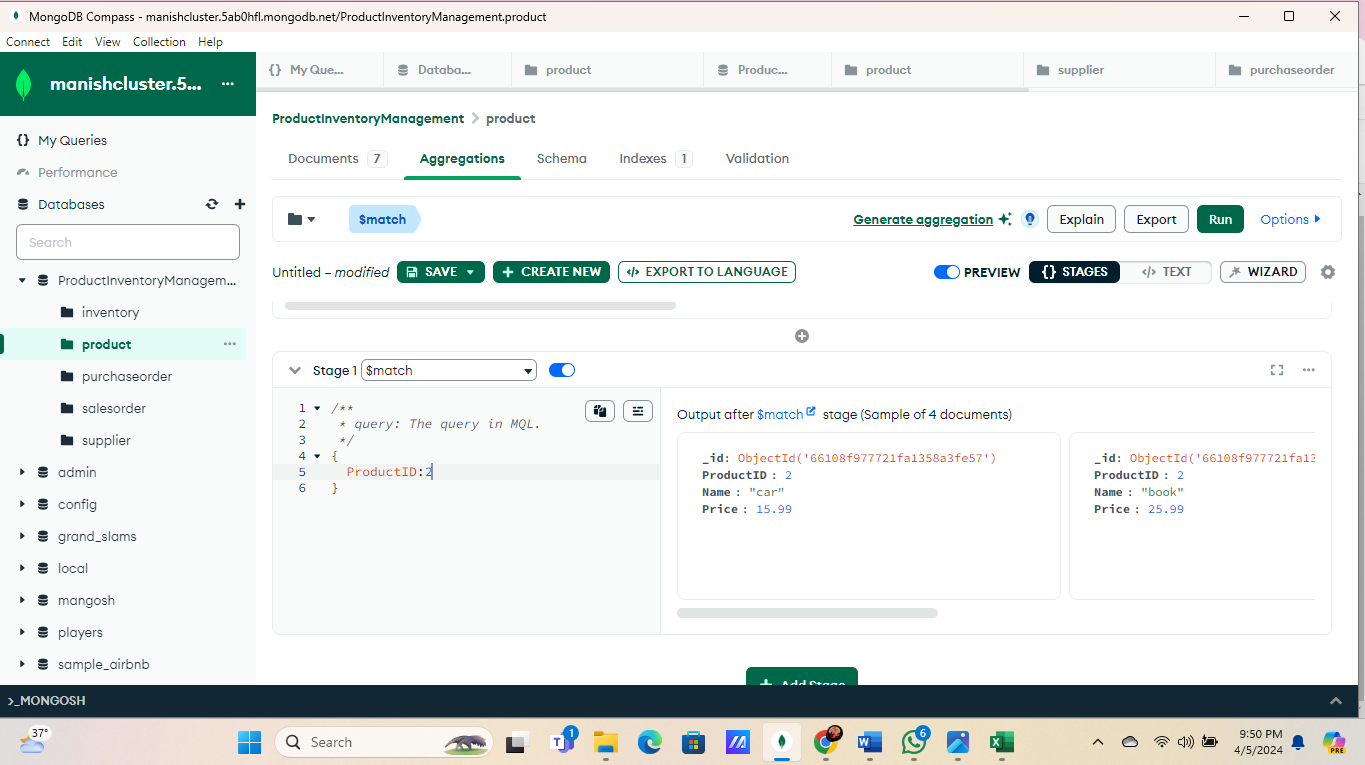 MongoDB Compass - manishcluster.5ab0hfl.mongodb.net/ProductInventoryManagement.product
Connect Edit View Collection Help
manishcluster.5... ...
{} My Que...
Databa...
product
Produc...
product
supplier
purchaseorder
{} My Queries
Performance
Databases
Search
ProductInventoryManagem...
inventory
product ...
purchaseorder
salesorder
supplier
admin
config
grand_slams
local
mangosh
players
sample_airbnb
ProductInventoryManagement > product
Documents 7 Aggregations Schema Indexes 1 Validation
$match Generate aggregation Explain Export Run Options
Untitled – modified SAVE + CREATE NEW </> EXPORT TO LANGUAGE PREVIEW {} STAGES </> TEXT WIZARD
Stage 1 $match
1 /**
2 * query: The query in MQL.
3 */
4 {
5 ProductID:2
6 }
Output after $match stage (Sample of 4 documents)
_id: ObjectId('66108f977721fa1358a3fe57')
ProductID : 2
Name : "car"
Price : 15.99
_id: ObjectId('66108f977721fa13
ProductID : 2
Name : "book"
Price : 25.99
+ Add Stage
>_MONGOSH
37°
Search
1
6
9:50 PM
4/5/2024
PRE